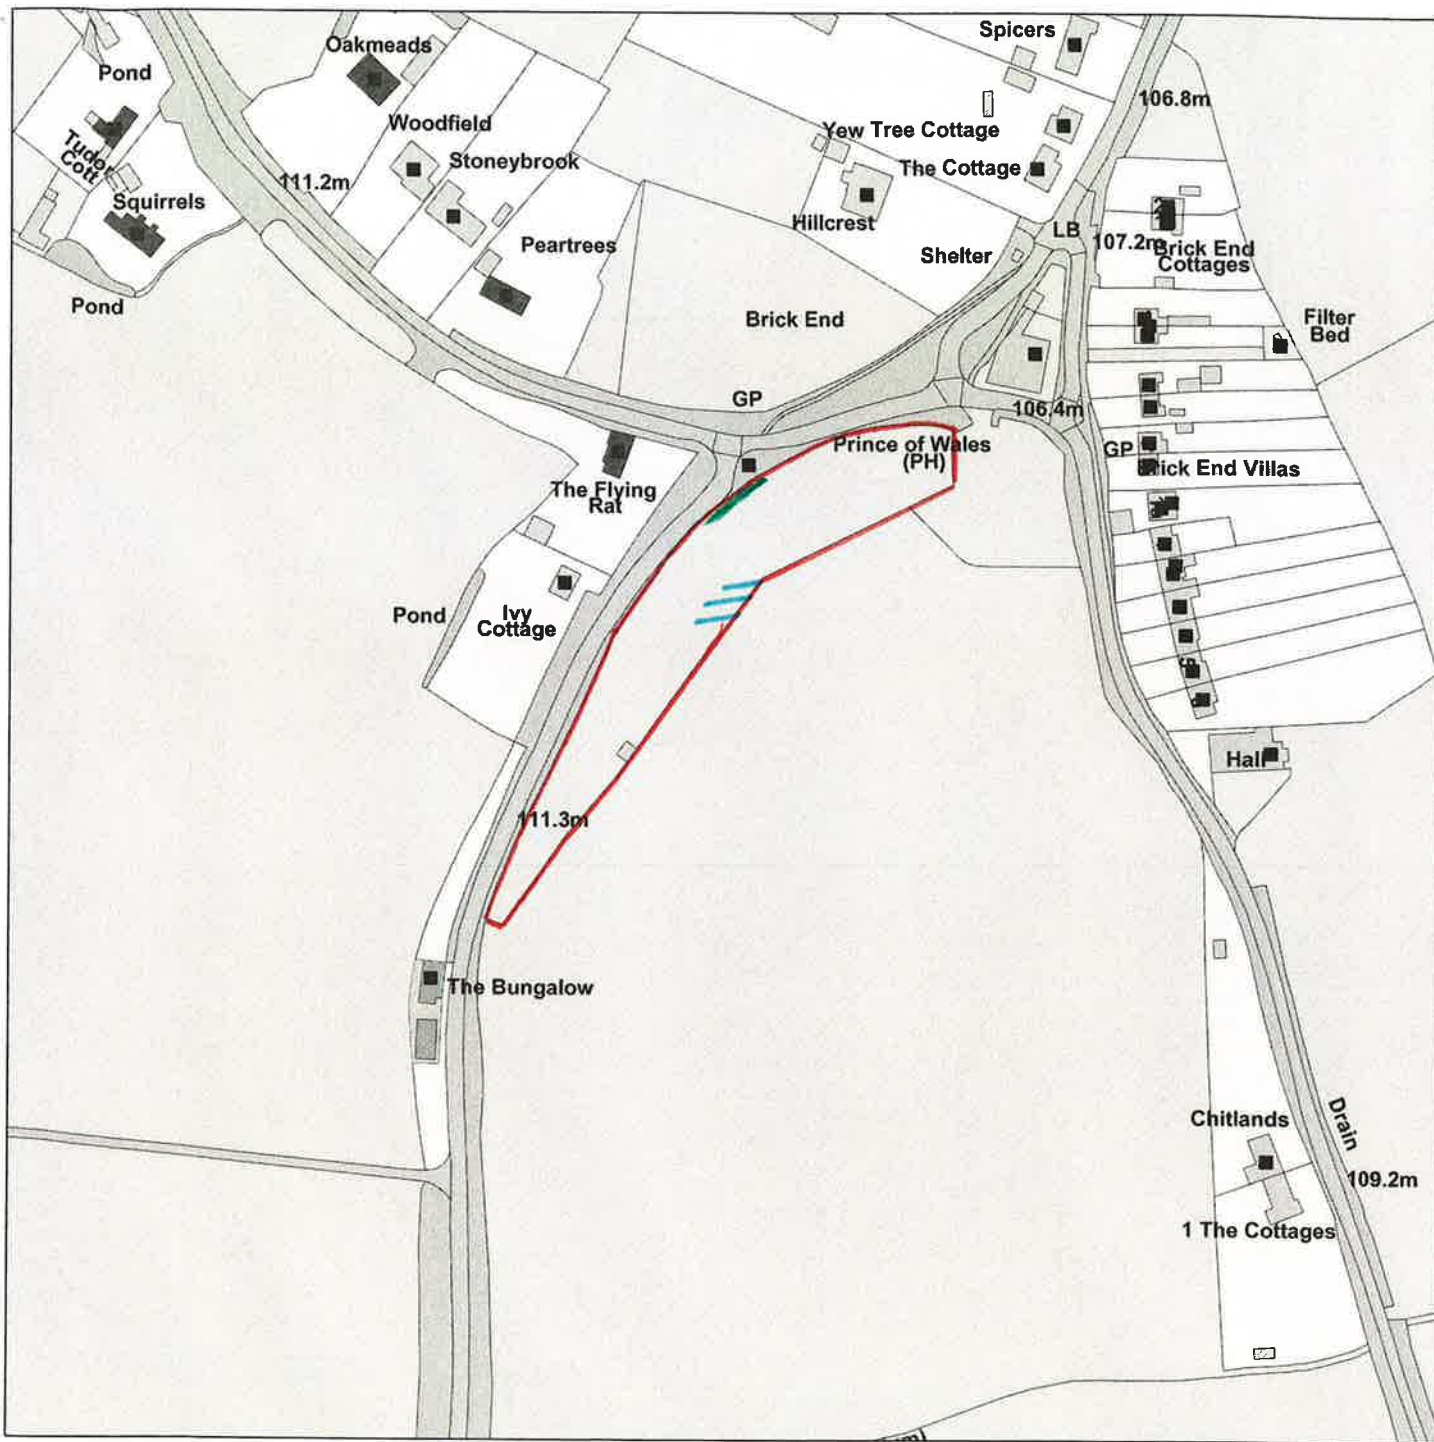 Spicers
Oakmeads
Pond
106.8m
Woodfield
Yew Tree Cottage
Tudor
Cott
Stoneybrook
The Cottage
111.2m
Squirrels
Hillcrest
LB
107.2m
Brick End
Cottages
Peartrees
Shelter
Pond
Brick End
Filter
Bed
GP
106.4m
Prince of Wales
(PH)
GP
Brick End Villas
The Flying
Rat
Pond
Ivy
Cottage
Hall
111.3m
The Bungalow
Chitlands
Drain
109.2m
1 The Cottages